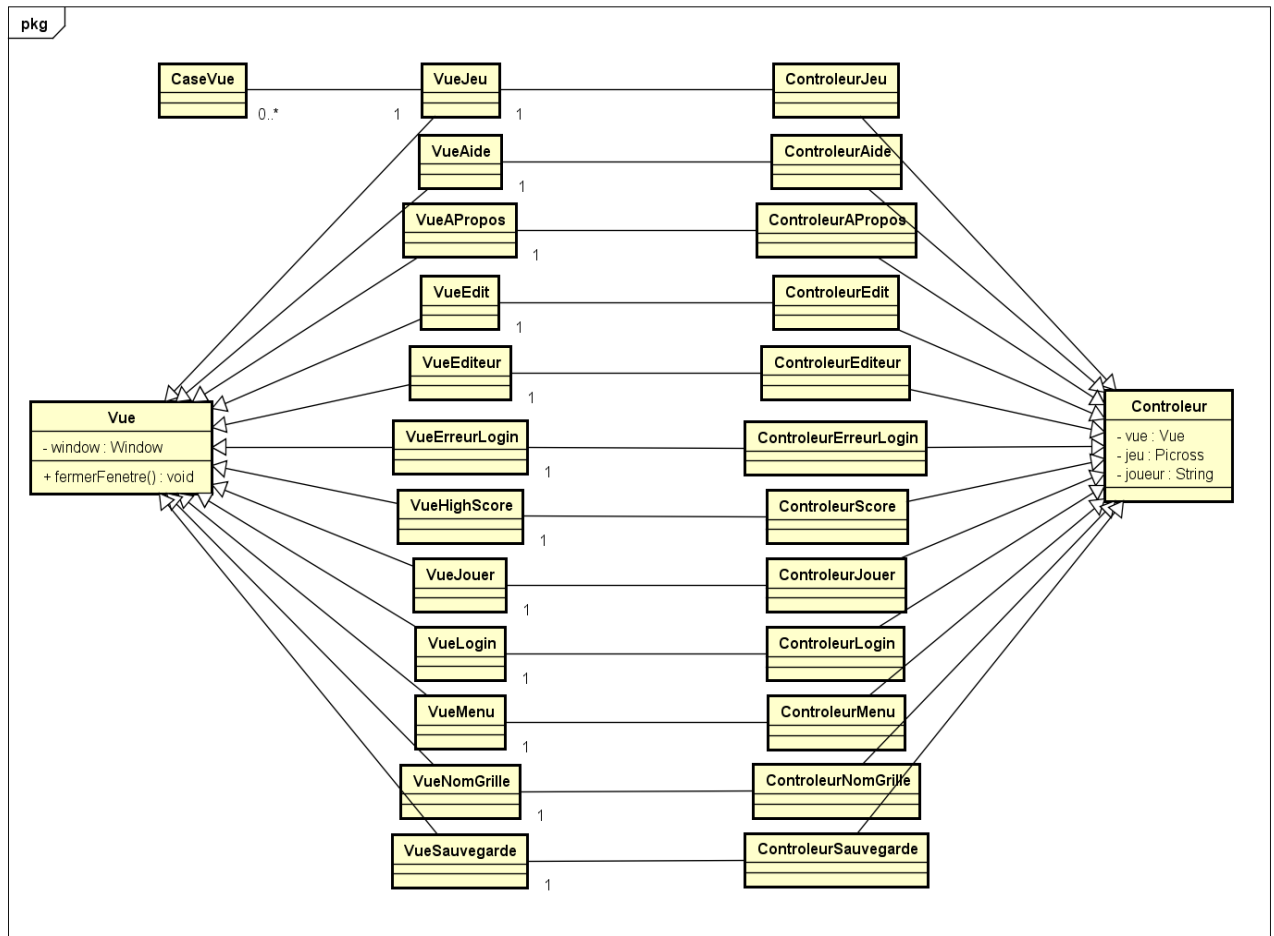 pkg
CaseVue
VueJeu
ControleurJeu
0..*
1
1
VueAide
ControleurAide
1
VueAPropos
ControleurAPropos
1
VueEdit
ControleurEdit
1
VueEditeur
ControleurEditeur
1
Vue
- window : Window
+ fermerFenetre() : void
Controleur
- vue : Vue
- jeu : Picross
- joueur : String
VueErreurLogin
ControleurErreurLogin
1
VueHighScore
ControleurScore
1
VueJouer
ControleurJouer
1
VueLogin
ControleurLogin
1
VueMenu
ControleurMenu
1
VueNomGrille
ControleurNomGrille
1
VueSauvegarde
ControleurSauvegarde
1